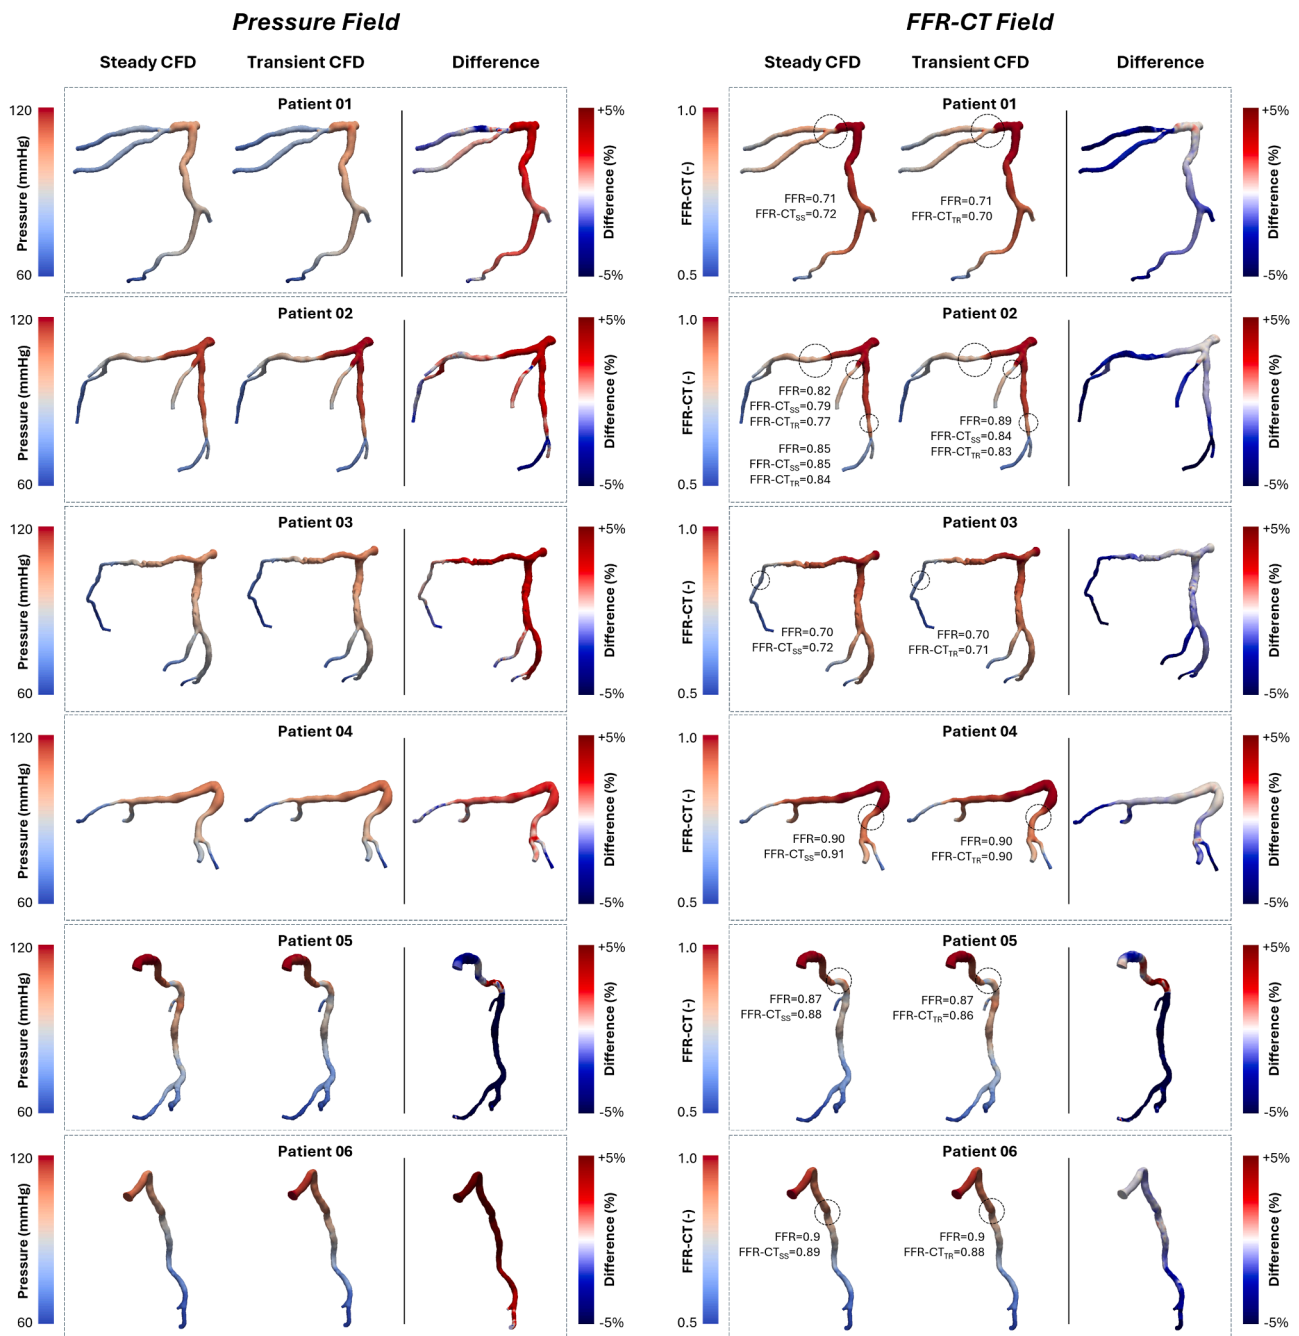 Pressure Field
FFR-CT Field
Steady CFD
Transient CFD
Difference
Steady CFD
Transient CFD
Difference
Patient 01
120
Pressure (mmHg)
60
+5%
Difference (%)
-5%
Patient 01
1.0
FFR-CT (-)
0.5
FFR=0.71
FFR-CTSS=0.72
FFR=0.71
FFR-CTTR=0.70
+5%
Difference (%)
-5%
Patient 02
120
Pressure (mmHg)
60
+5%
Difference (%)
-5%
Patient 02
1.0
FFR-CT (-)
0.5
FFR=0.82
FFR-CTSS=0.79
FFR-CTTR=0.77
FFR=0.85
FFR-CTSS=0.85
FFR-CTTR=0.84
FFR=0.89
FFR-CTSS=0.84
FFR-CTTR=0.83
+5%
Difference (%)
-5%
Patient 03
120
Pressure (mmHg)
60
+5%
Difference (%)
-5%
Patient 03
1.0
FFR-CT (-)
0.5
FFR=0.70
FFR-CTSS=0.72
FFR=0.70
FFR-CTTR=0.71
+5%
Difference (%)
-5%
Patient 04
120
Pressure (mmHg)
60
+5%
Difference (%)
-5%
Patient 04
1.0
FFR-CT (-)
0.5
FFR=0.90
FFR-CTSS=0.91
FFR=0.90
FFR-CTTR=0.90
+5%
Difference (%)
-5%
Patient 05
120
Pressure (mmHg)
60
+5%
Difference (%)
-5%
Patient 05
1.0
FFR-CT (-)
0.5
FFR=0.87
FFR-CTSS=0.88
FFR=0.87
FFR-CTTR=0.86
+5%
Difference (%)
-5%
Patient 06
120
Pressure (mmHg)
60
+5%
Difference (%)
-5%
Patient 06
1.0
FFR-CT (-)
0.5
FFR=0.9
FFR-CTSS=0.89
FFR=0.9
FFR-CTTR=0.88
+5%
Difference (%)
-5%